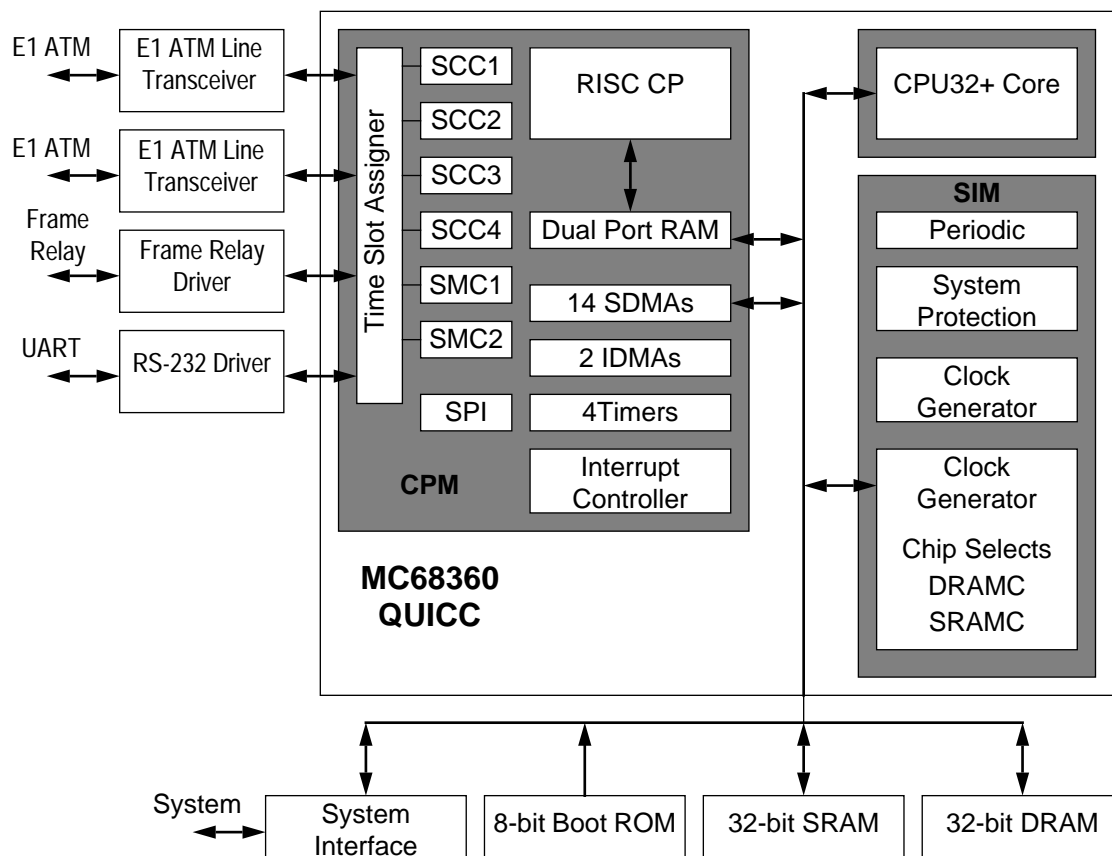 E1 ATM
E1 ATM Line
Transceiver
E1 ATM
E1 ATM Line
Transceiver
Frame
Relay
Frame Relay
Driver
UART
RS-232 Driver
Time Slot Assigner
SCC1
SCC2
SCC3
SCC4
SMC1
SMC2
SPI
CPM
RISC CP
Dual Port RAM
14 SDMAs
2 IDMAs
4Timers
Interrupt
Controller
MC68360
QUICC
CPU32+ Core
SIM
Periodic
System
Protection
Clock
Generator
Clock
Generator
Chip Selects
DRAMC
SRAMC
System
System
Interface
8-bit Boot ROM
32-bit SRAM
32-bit DRAM